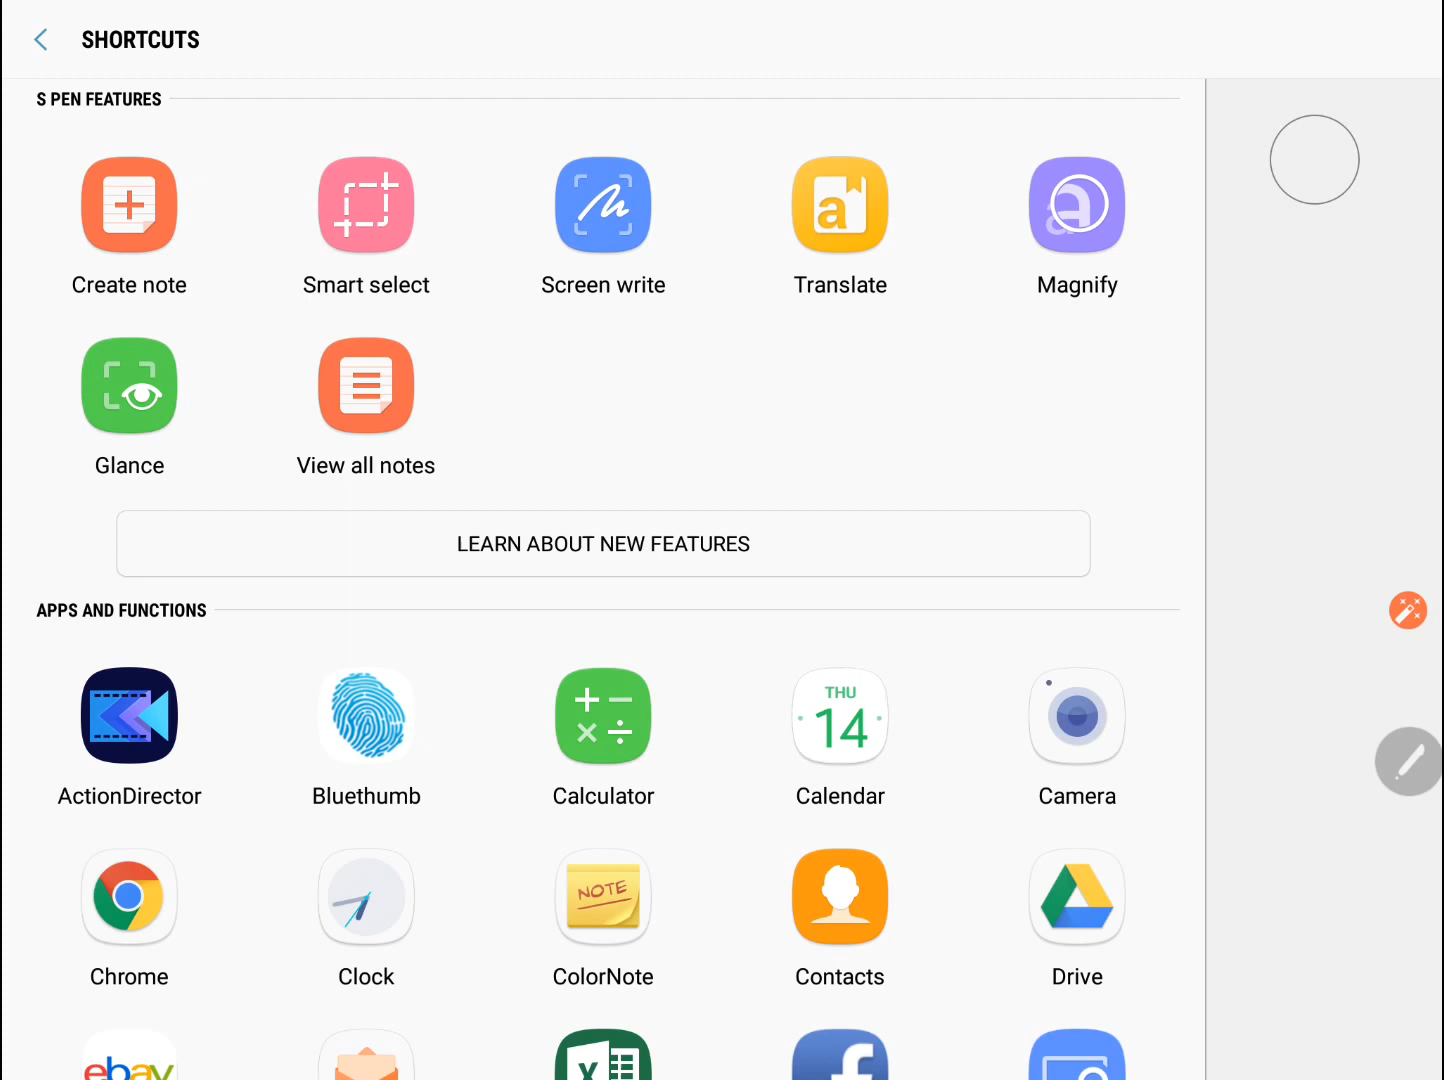 SHORTCUTS
S PEN FEATURES
a
a
a
Create note
Smart select
Screen write
Translate
Magnify
Glance
View all notes
LEARN ABOUT NEW FEATURES
APPS AND FUNCTIONS
THU
14
ActionDirector
Bluethumb
Calculator
Calendar
Camera
NOTE
Chrome
Clock
ColorNote
Contacts
Drive
ebay
X
f